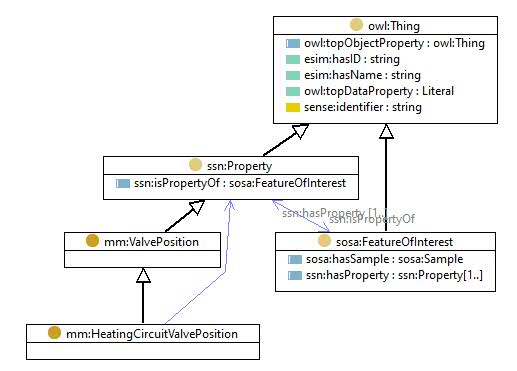 owl:Thing
owl:topObjectProperty : owl:Thing
esim:hasID : string
esim:hasName : string
owl:topDataProperty : Literal
sense:identifier : string
ssn:Property
ssn:isPropertyOf : sosa:FeatureOfInterest
ssn:hasProperty [1..]
ssn:isPropertyOf
mm:ValvePosition
sosa:FeatureOfInterest
sosa:hasSample : sosa:Sample
ssn:hasProperty : ssn:Property[1..]
mm:HeatingCircuitValvePosition